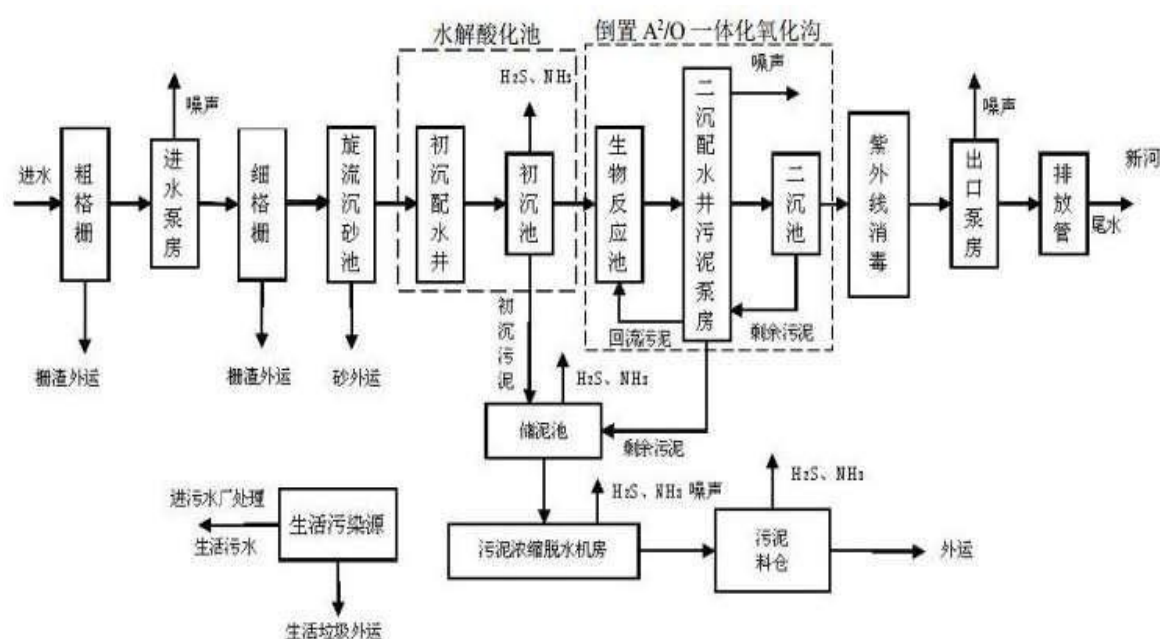 水解酸化池
倒置 A²/O 一体化氧化沟
H₂S、NH₃
噪声
噪声
噪声
进水
粗格栅
进水泵房
细格栅
旋流沉砂池
初沉配水井
初沉池
生物反应池
二沉配水井污泥泵房
二沉池
紫外线消毒
出口泵房
排放管
新河
尾水
回流污泥
剩余污泥
栅渣外运
栅渣外运
砂外运
初沉污泥
H₂S、NH₃
储泥池
剩余污泥
H₂S、NH₃
进污水厂处理
生活污水
生活污染源
生活垃圾外运
H₂S、NH₃ 噪声
污泥浓缩脱水机房
污泥
料仓
外运